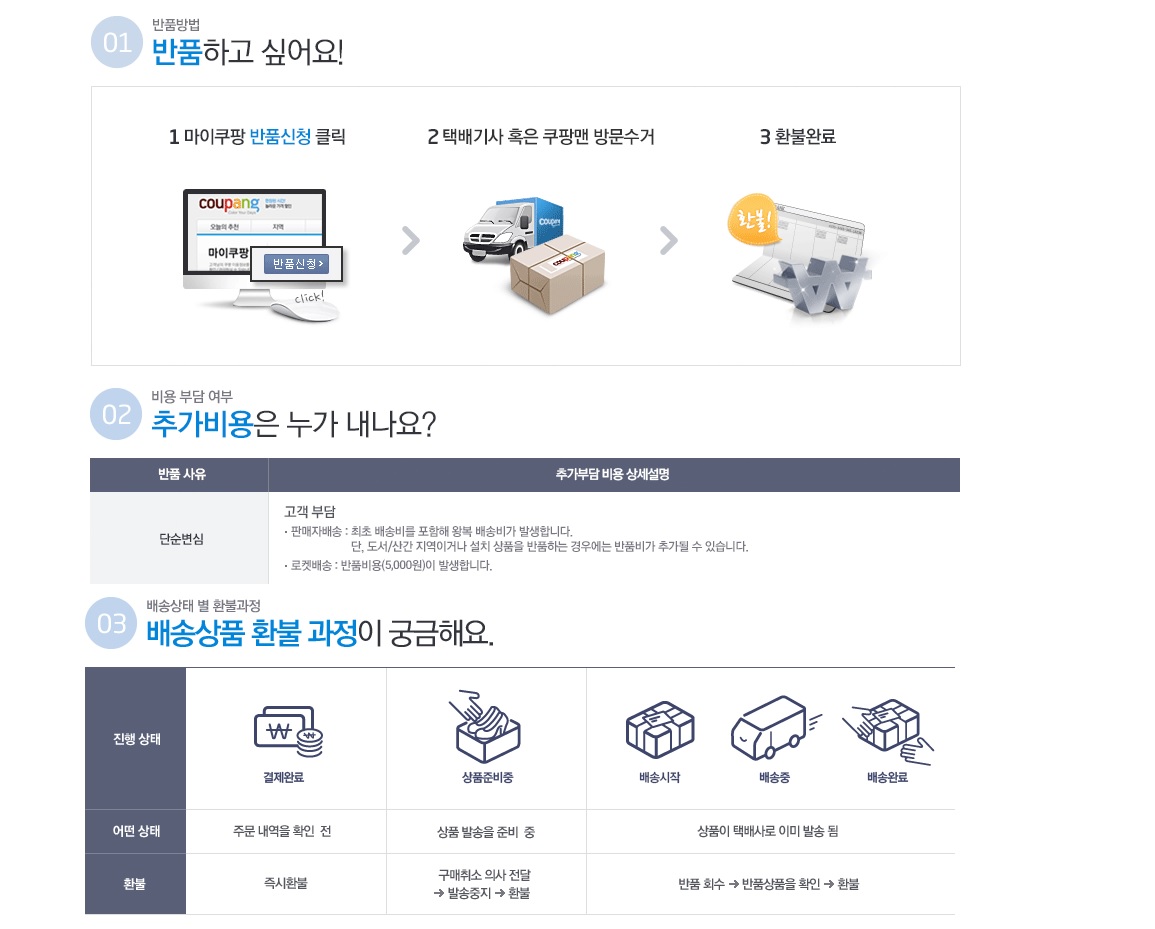 01
반품방법
반품하고 싶어요!
1 마이쿠팡 반품신청 클릭
2 택배기사 혹은 쿠팡맨 방문수거
3 환불완료
coupang
오늘의 추천 지역
마이쿠팡
반품신청 >
click!
coupang
coupang
환불!
02
비용 부담 여부
추가비용은 누가 내나요?
반품 사유 추가부담 비용 상세설명
단순변심
고객 부담
· 판매자배송 : 최초 배송비를 포함해 왕복 배송비가 발생합니다.
단, 도서/산간 지역이거나 설치 상품을 반품하는 경우에는 반품비가 추가될 수 있습니다.
· 로켓배송 : 반품비용(5,000원)이 발생합니다.
03
배송상태 별 환불과정
배송상품 환불 과정이 궁금해요.
진행 상태
결제완료 상품준비중 배송시작 배송중 배송완료
어떤 상태 주문 내역을 확인 전 상품 발송을 준비 중 상품이 택배사로 이미 발송 됨
환불 즉시환불
구매취소 의사 전달
→ 발송중지 → 환불
반품 회수 → 반품상품을 확인 → 환불